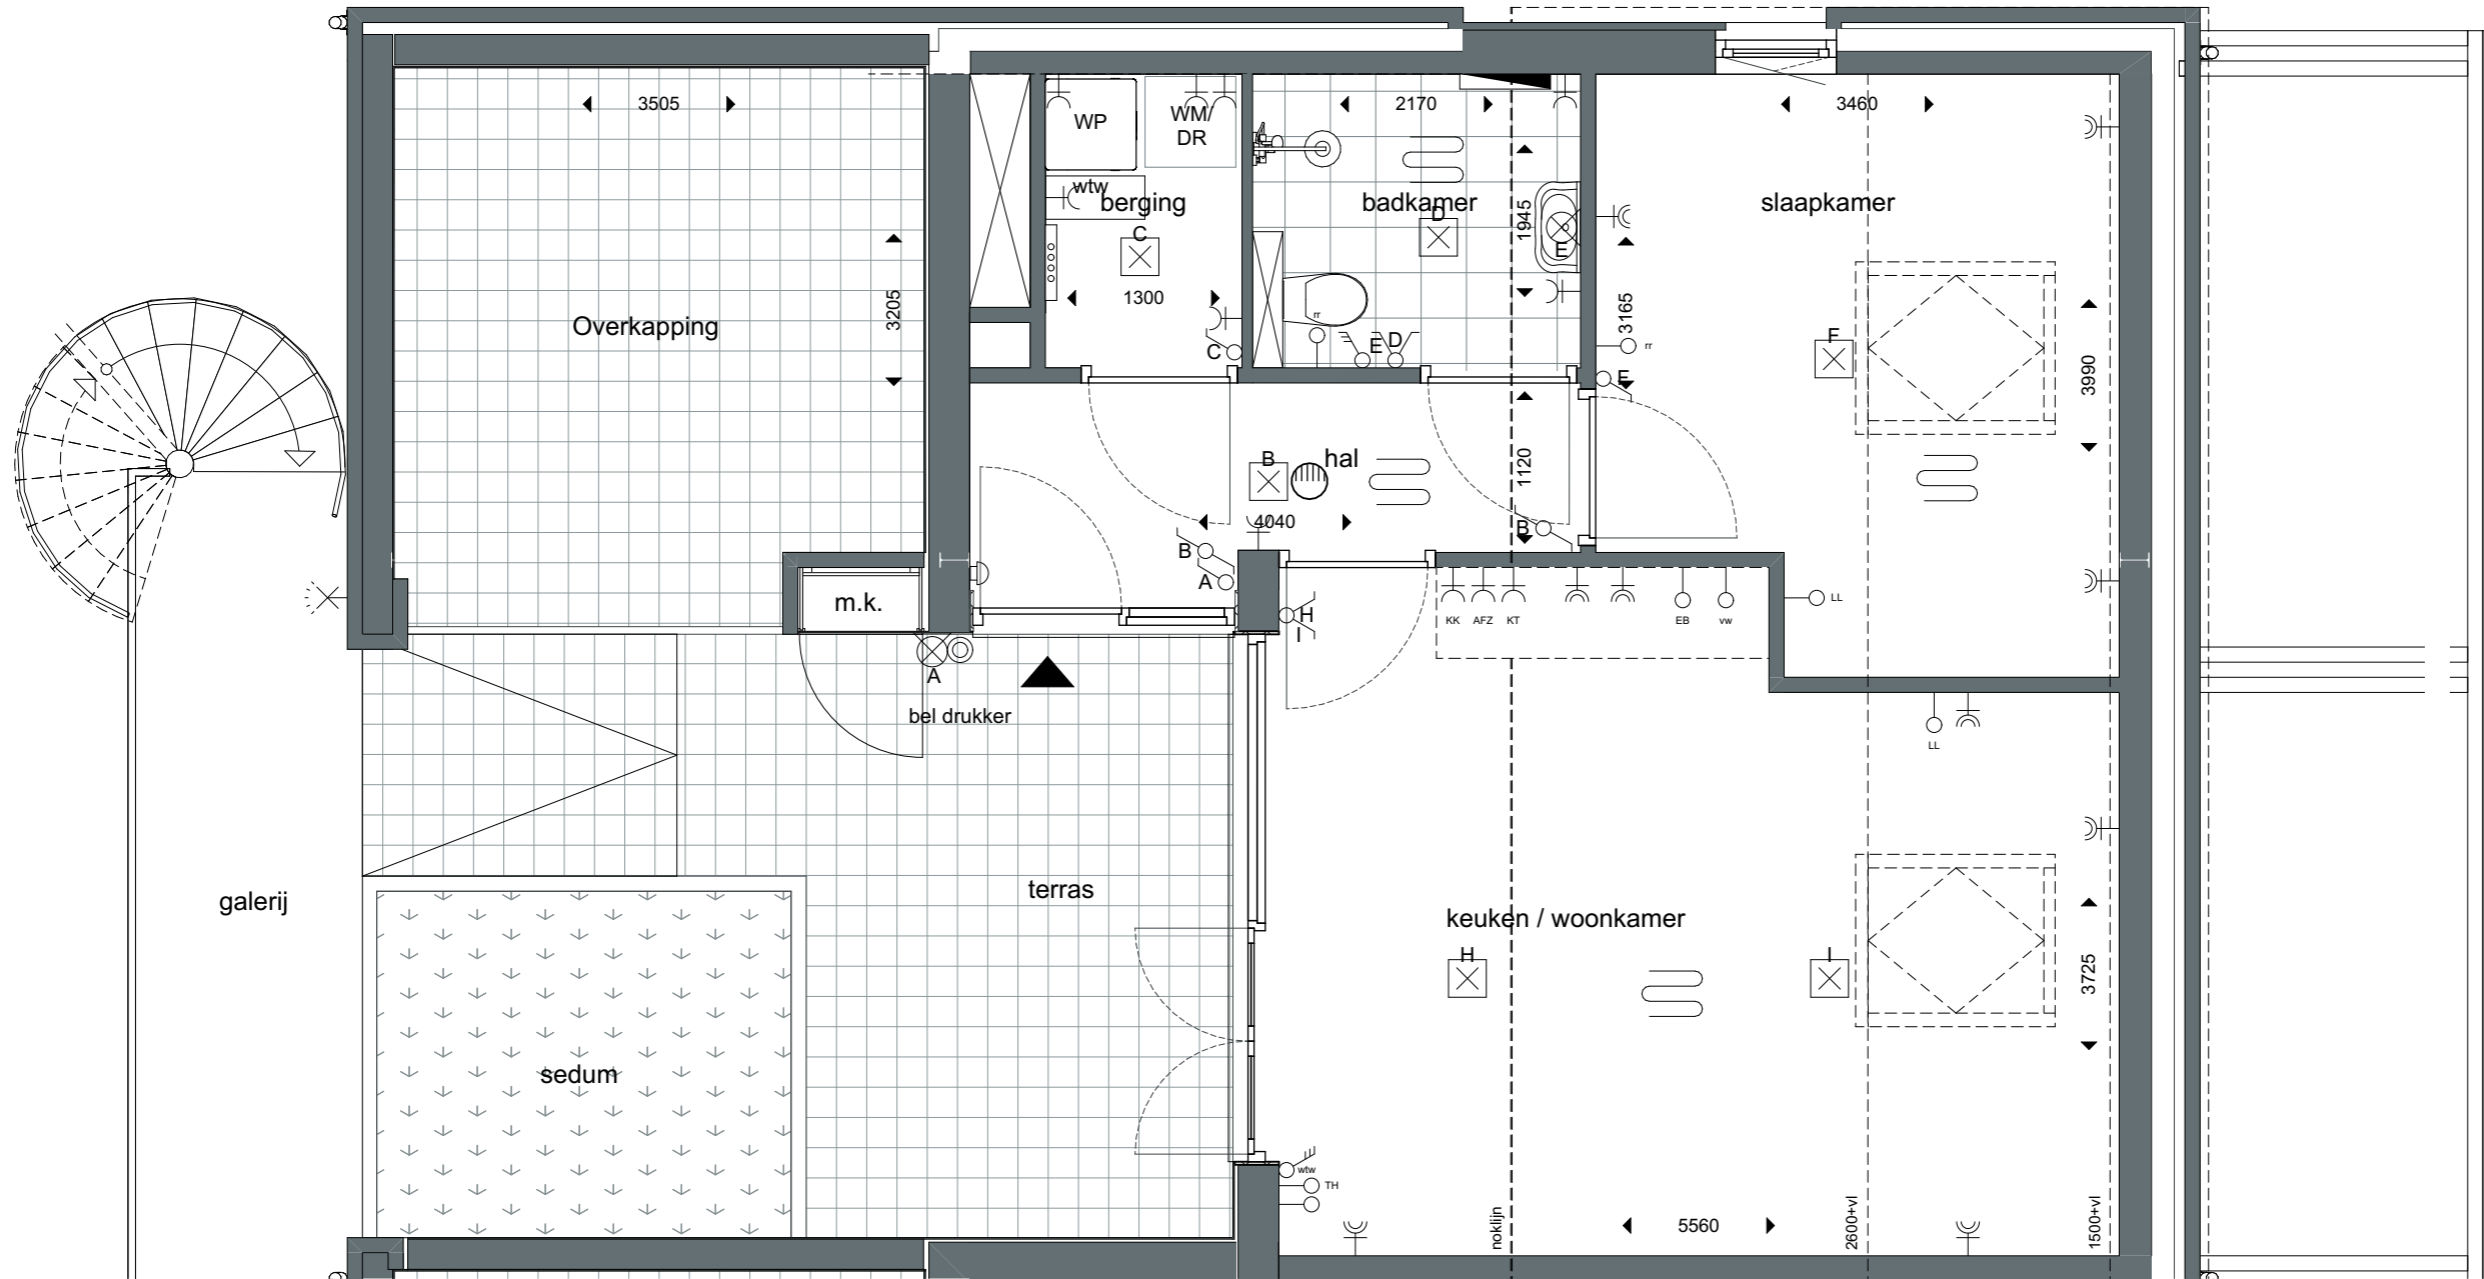 3505
WP
WM/
DR
2170
3460
wtw
berging
badkamer
slaapkamer
C
D
1945
E
1300
3205
3165
Overkapping
rr
rr
F
C
E
D
F
3990
B
hal
1120
4040
B
B
A
m.k.
H
I
KK
AFZ
KT
EB
vw
LL
A
bel drukker
LL
galerij
terras
keuken / woonkamer
H
I
3725
sedum
wtw
TH
noklijn
5560
2600+vl
1500+vl